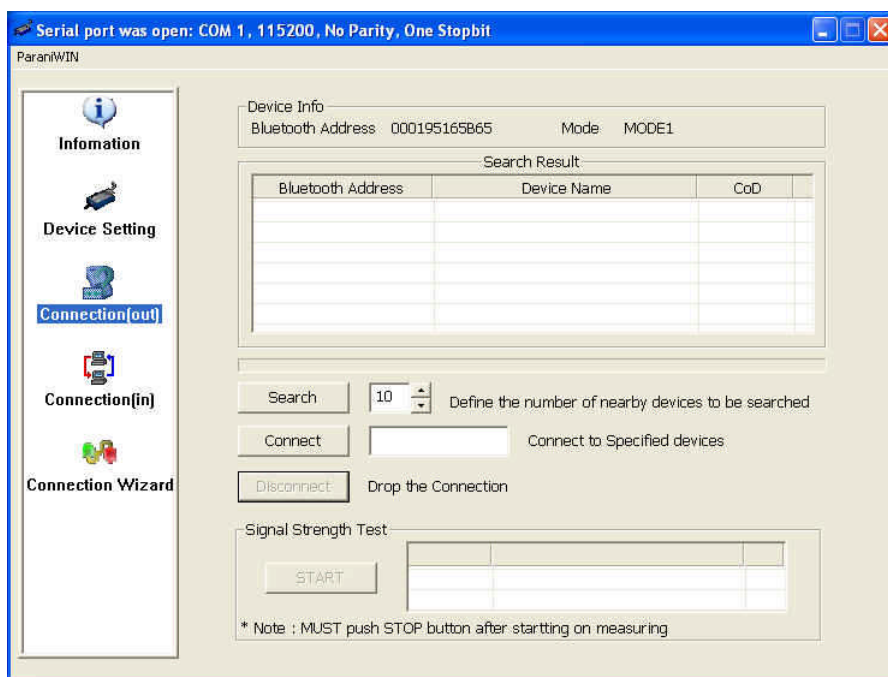 Serial port was open: COM 1, 115200, No Parity, One Stopbit
ParaniWIN
Infomation
Device Setting
Connection(out)
Connection(in)
Connection Wizard
Device Info
Bluetooth Address 000195165B65 Mode MODE1
Search Result
Bluetooth Address Device Name CoD
Search 10 Define the number of nearby devices to be searched
Connect Connect to Specified devices
Disconnect Drop the Connection
Signal Strength Test
START
* Note : MUST push STOP button after startting on measuring